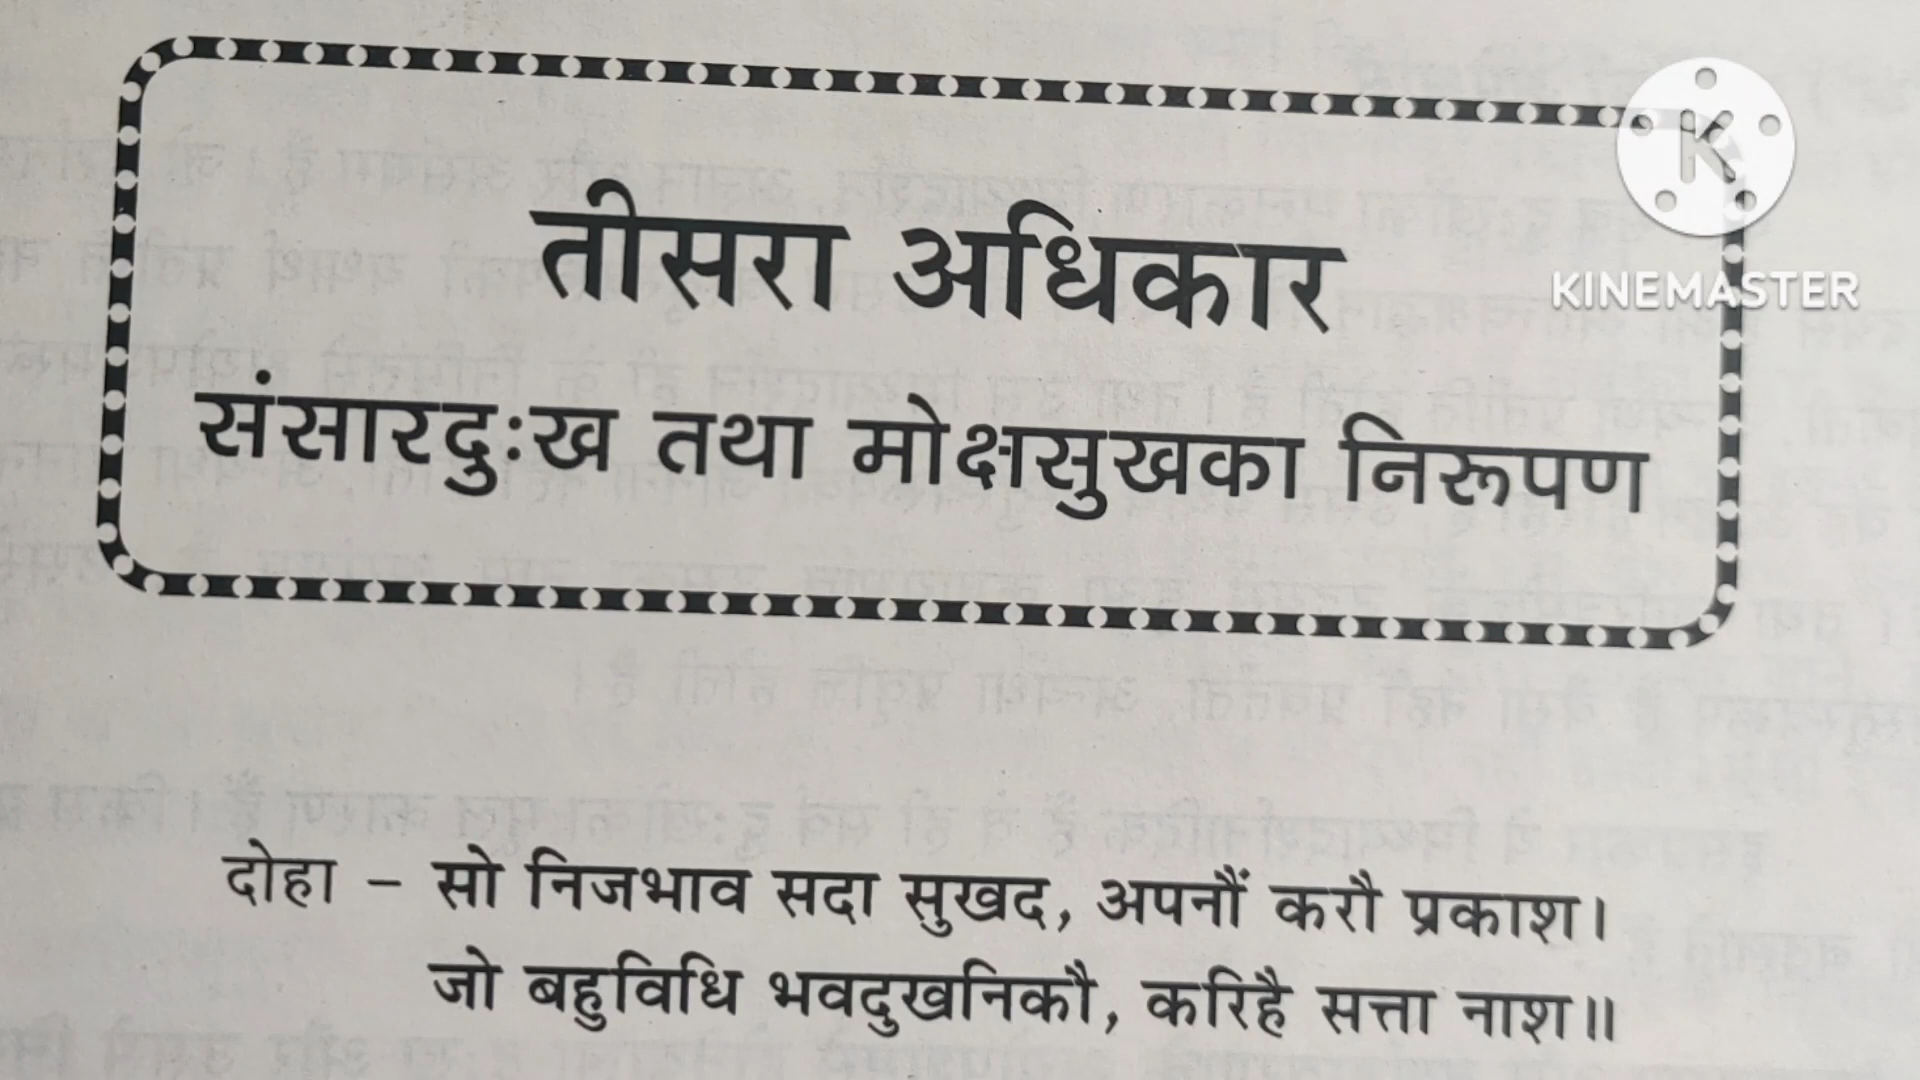 तीसरा अधिकार
KINEMASTER
संसारदुःख तथा मोक्षसुखका निरूपण
दोहा – सो निजभाव सदा सुखद, अपनौं करौ प्रकाश।
जो बहुविधि भवदुखनिकौ, करिहै सत्ता नाश॥